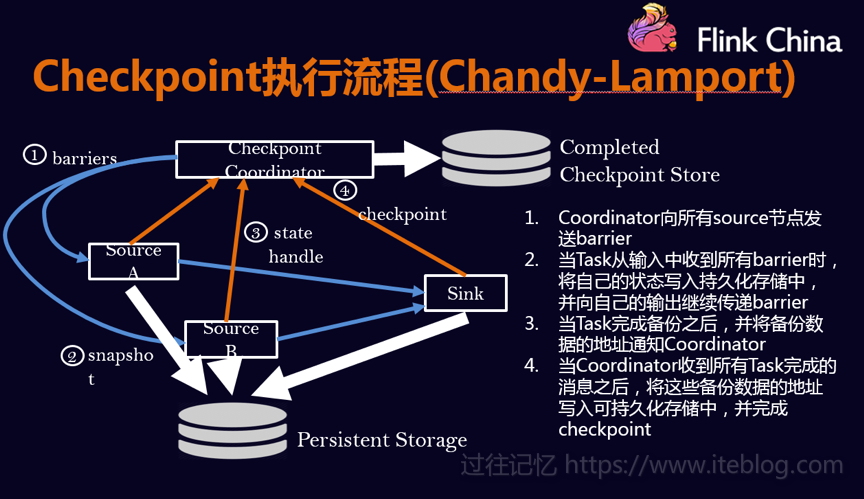 Flink China
Checkpoint执行流程(Chandy-Lamport)
① barriers
Checkpoint
Coordinator
Completed
Checkpoint Store
④
checkpoint
③ state
handle
Source
A
Sink
Source
B
② snapsho
t
Persistent Storage
1. Coordinator向所有source节点发
送barrier
2. 当Task从输入中收到所有barrier时，
将自己的状态写入持久化存储中，
并向自己的输出继续传递barrier
3. 当Task完成备份之后，并将备份数
据的地址通知Coordinator
4. 当Coordinator收到所有Task完成的
消息之后，将这些备份数据的地址
写入可持久化存储中，并完成
checkpoint
过往记忆 https://www.iteblog.com